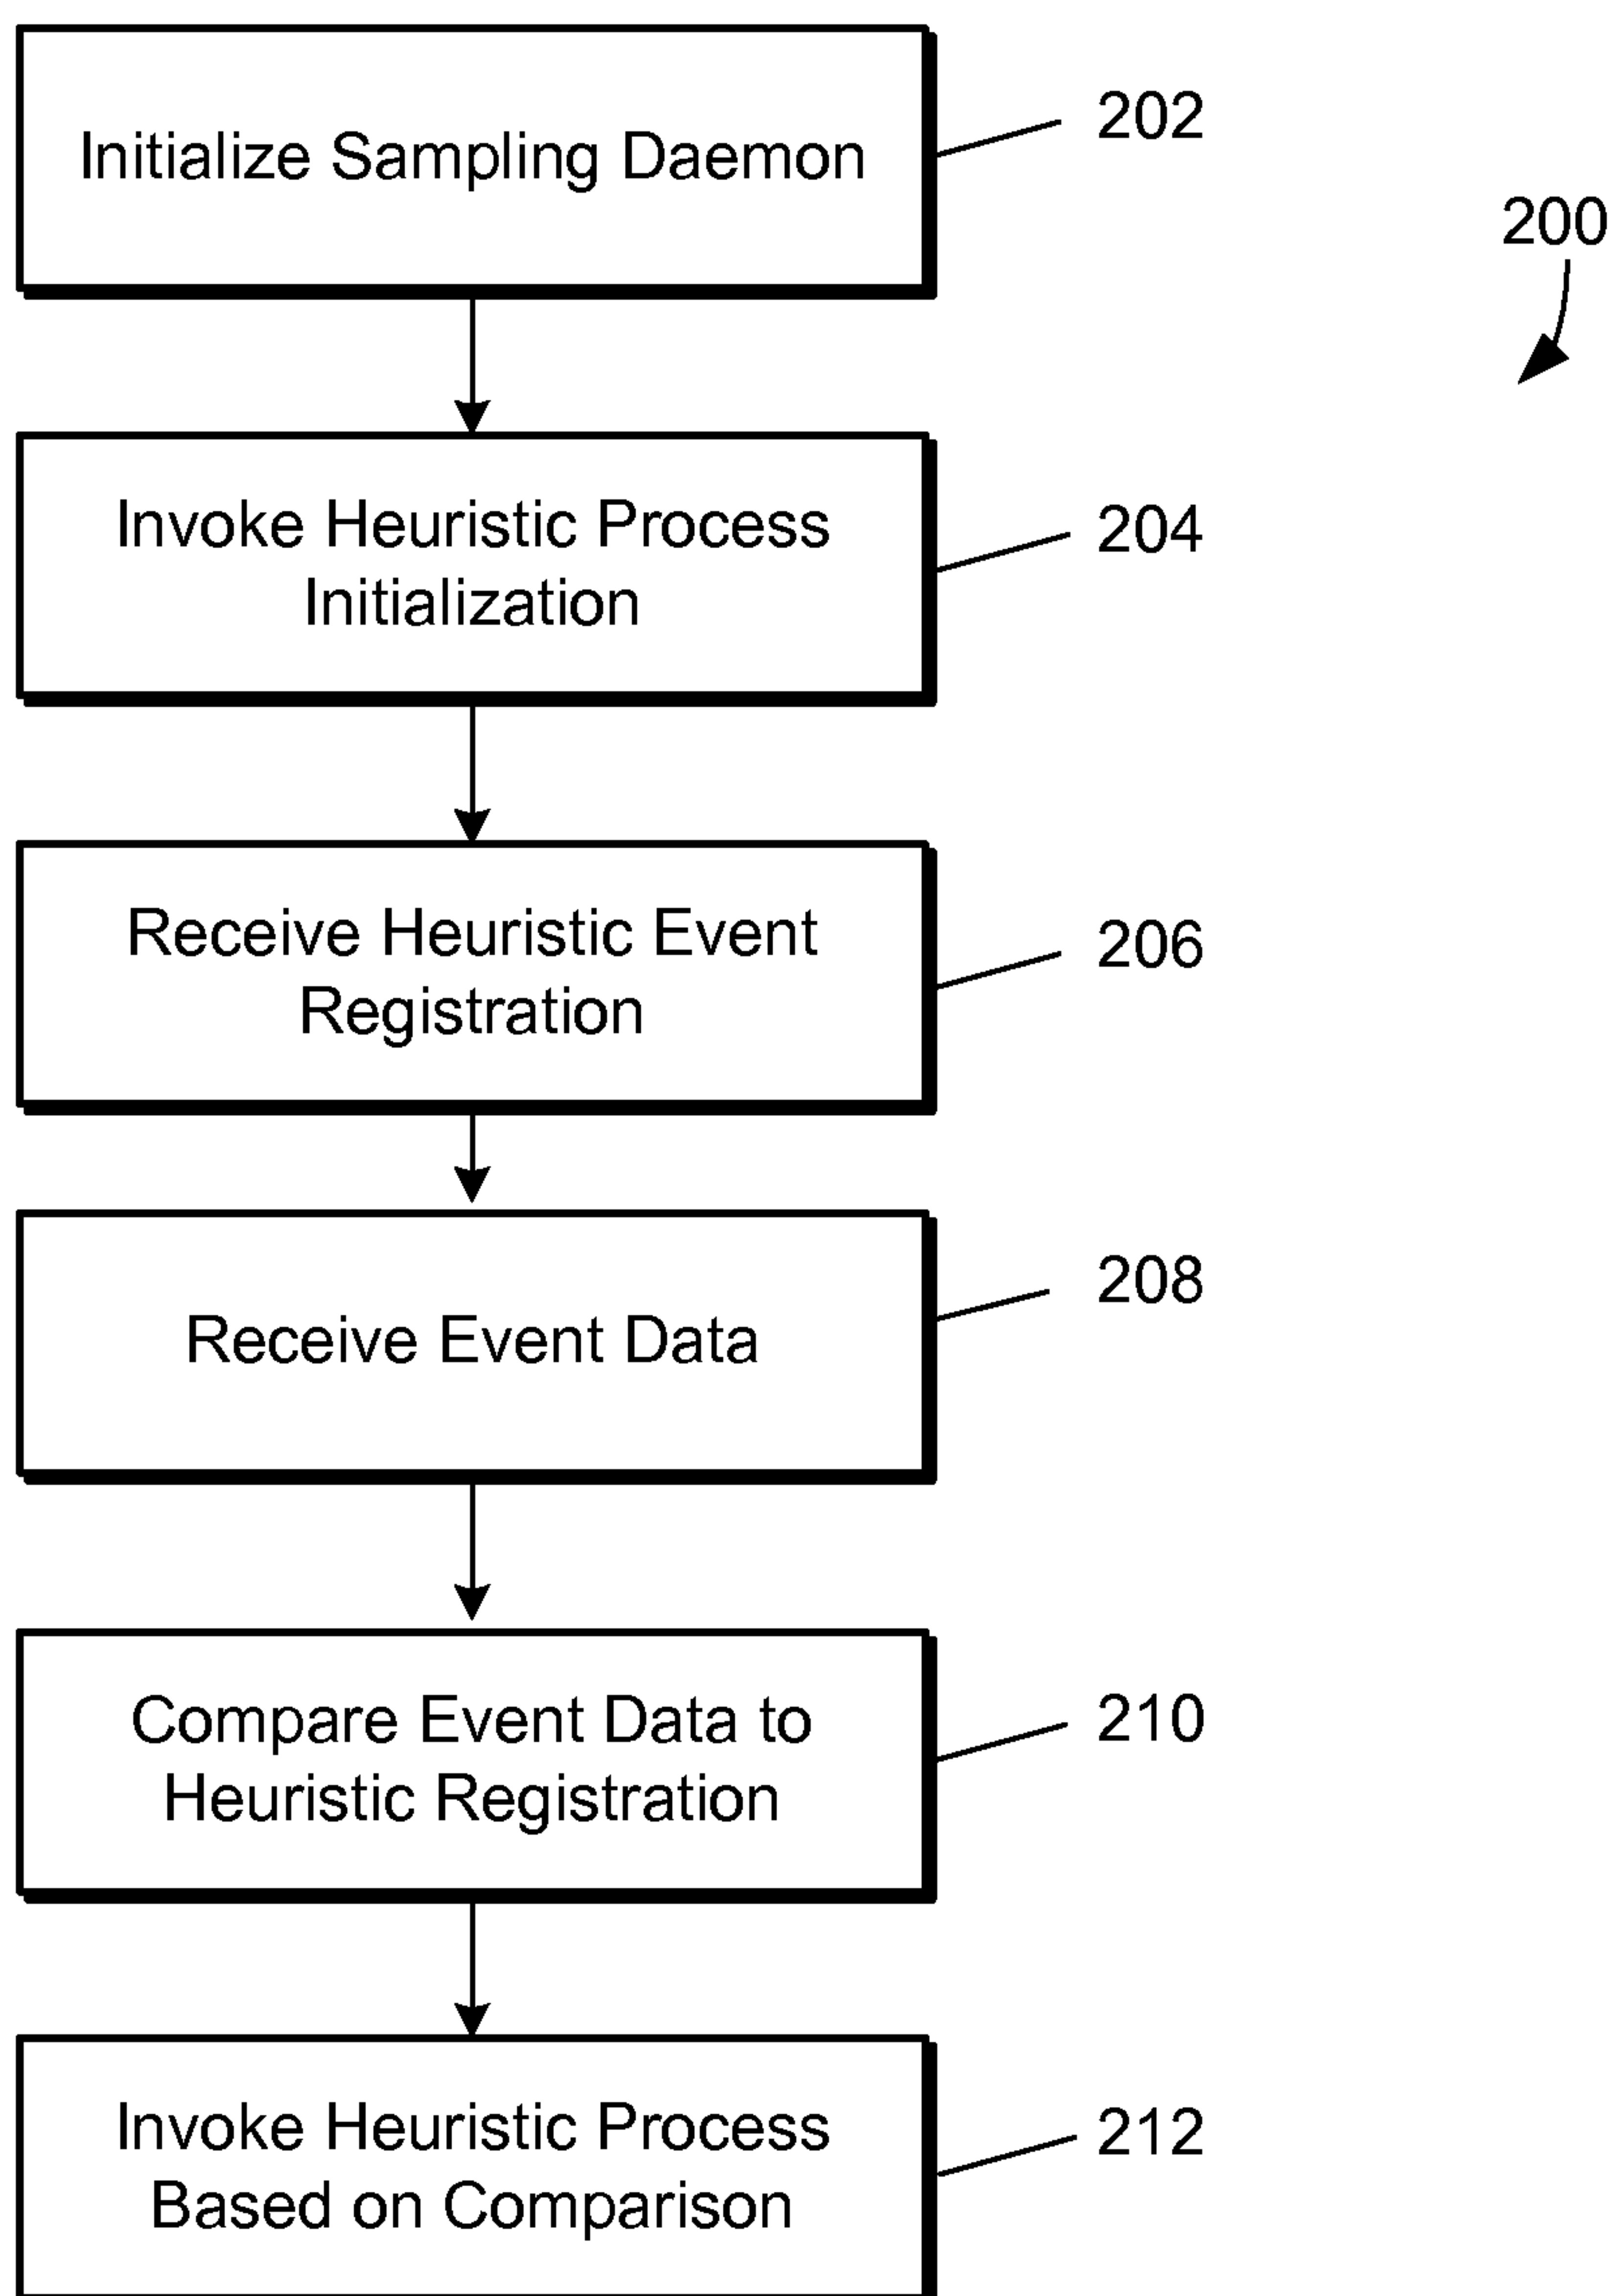 Initialize Sampling Daemon
202
200
Invoke Heuristic Process
Initialization
204
Receive Heuristic Event
Registration
206
Receive Event Data
208
Compare Event Data to
Heuristic Registration
210
Invoke Heuristic Process
Based on Comparison
212